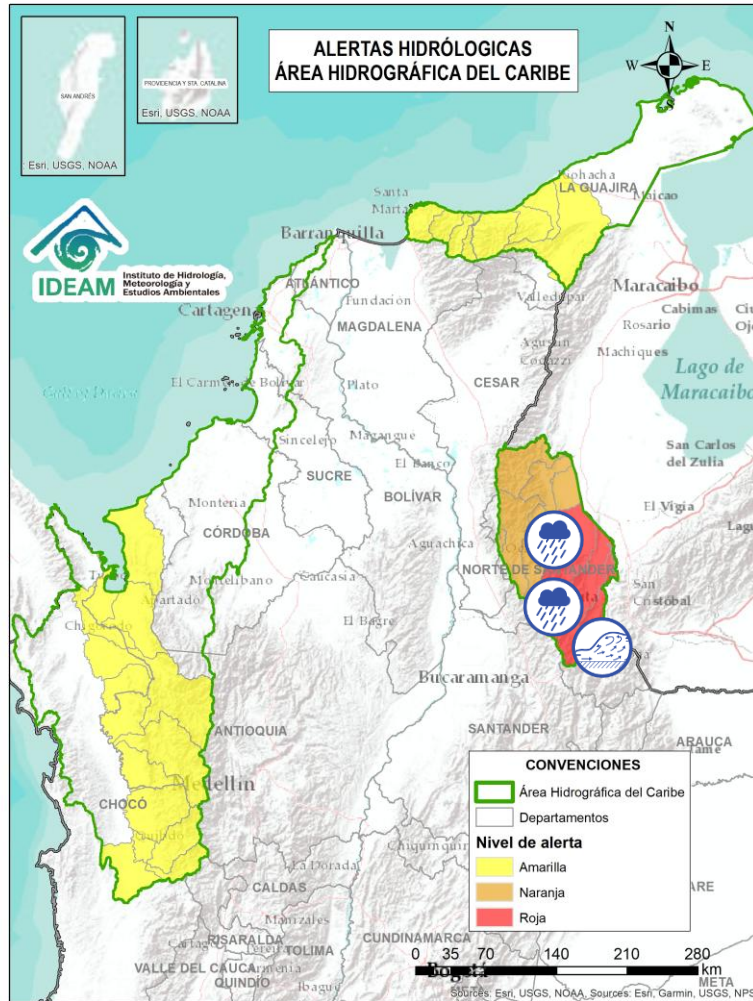 ALERTAS HIDRÓLOGICAS
ÁREA HIDROGRÁFICA DEL CARIBE
N
W
E
S
SAN ANDRÉS
Esri, USGS, NOAA
PROVIDENCIA Y STA. CATALINA
Esri, USGS, NOAA
IDEAM
Instituto de Hidrología,
Meteorología y
Estudios Ambientales
LA GUAJIRA
Maicao
Santa
Marta
Barranquilla
ATLÁNTICO
Fundación
Valledupar
Maracaibo
Cabimas
Rosario
Machiques
Lago de
Maracaibo
MAGDALENA
Agustín
Codazzi
CESAR
El Carmen de Bolívar
Plato
Sincelejo
Magangue
El Banco
SUCRE
BOLÍVAR
San Carlos
del Zulia
El Vigía
Montería
CÓRDOBA
Aguachica
NORTE DE SANTANDER
San
Cristóbal
Apartado
Montelibano
Caucasia
El Bagre
Bucaramanga
SANTANDER
ARAUCA
ANTIOQUIA
Medellín
CHOCÓ
Quibdo
La Dorada
CALDAS
Manizales
RISARALDA
TOLIMA
CUNDINAMARCA
VALLE DEL CAUCA
Armenia
QUINDÍO
Ibague
Bogotá
META
CONVENCIONES
Área Hidrográfica del Caribe
Departamentos
Nivel de alerta
Amarilla
Naranja
Roja
0 35 70 140 210 280
km
Sources: Esri, USGS, NOAA, Sources: Esri, Garmin, USGS, NPS